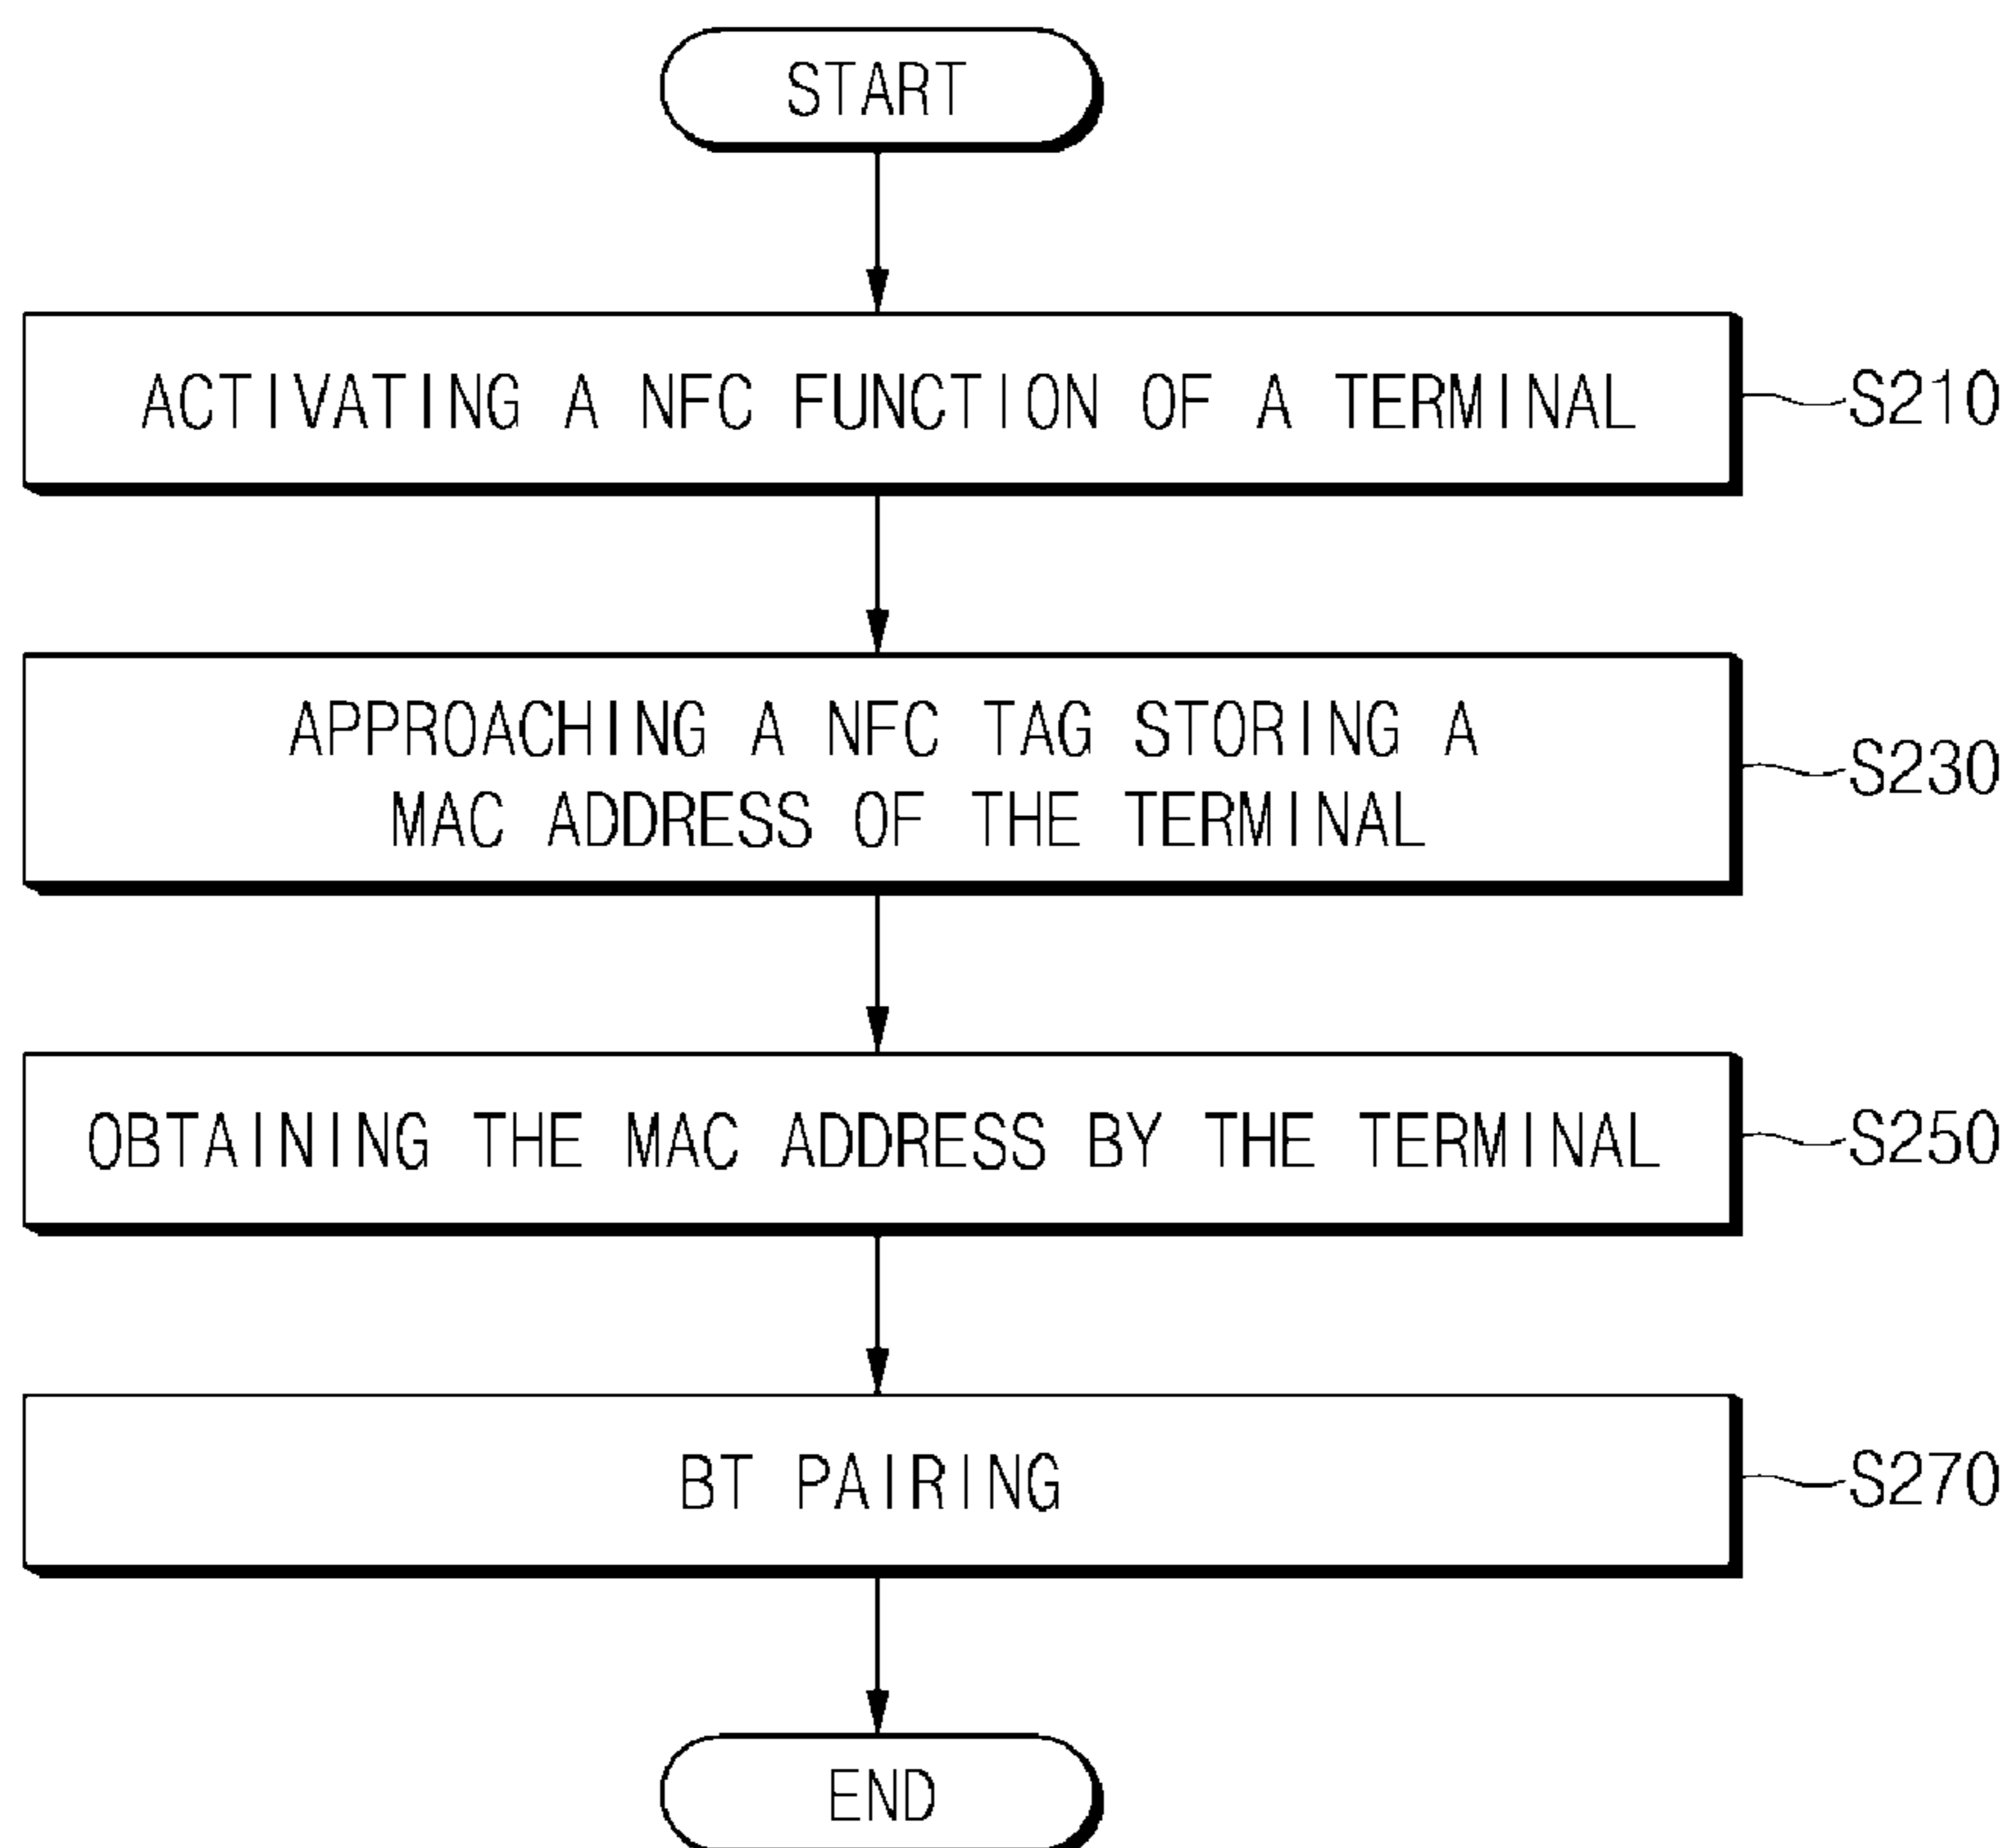 START
ACTIVATING A NFC FUNCTION OF A TERMINAL
S210
APPROACHING A NFC TAG STORING A
MAC ADDRESS OF THE TERMINAL
S230
OBTAINING THE MAC ADDRESS BY THE TERMINAL
S250
BT PAIRING
S270
END